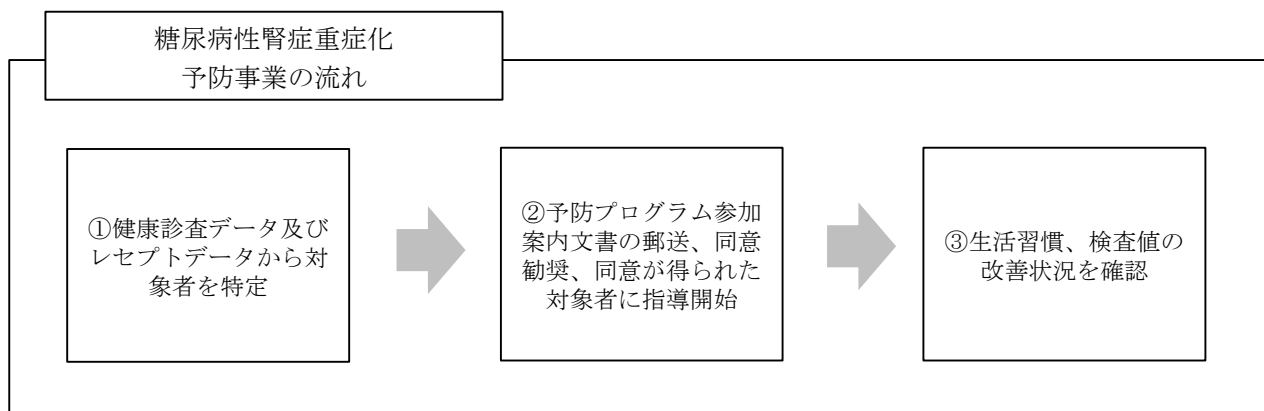 糖尿病性腎症重症化
予防事業の流れ
①健康診査データ及び
レセプトデータから対
象者を特定
②予防プログラム参加
案内文書の郵送、同意
勧奨、同意が得られた
対象者に指導開始
③生活習慣、検査値の
改善状況を確認